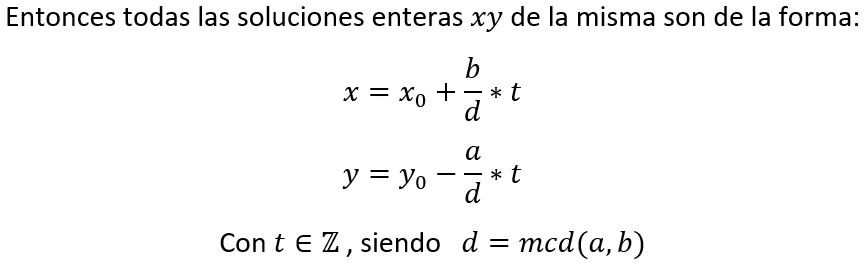 Entonces todas las soluciones enteras 𝑥𝑦 de la misma son de la forma:
𝑥 = 𝑥₀ + 𝑏/𝑑 ∗ 𝑡
𝑦 = 𝑦₀ − 𝑎/𝑑 ∗ 𝑡
Con 𝑡 ∈ ℤ , siendo 𝑑 = 𝑚𝑐𝑑(𝑎, 𝑏)